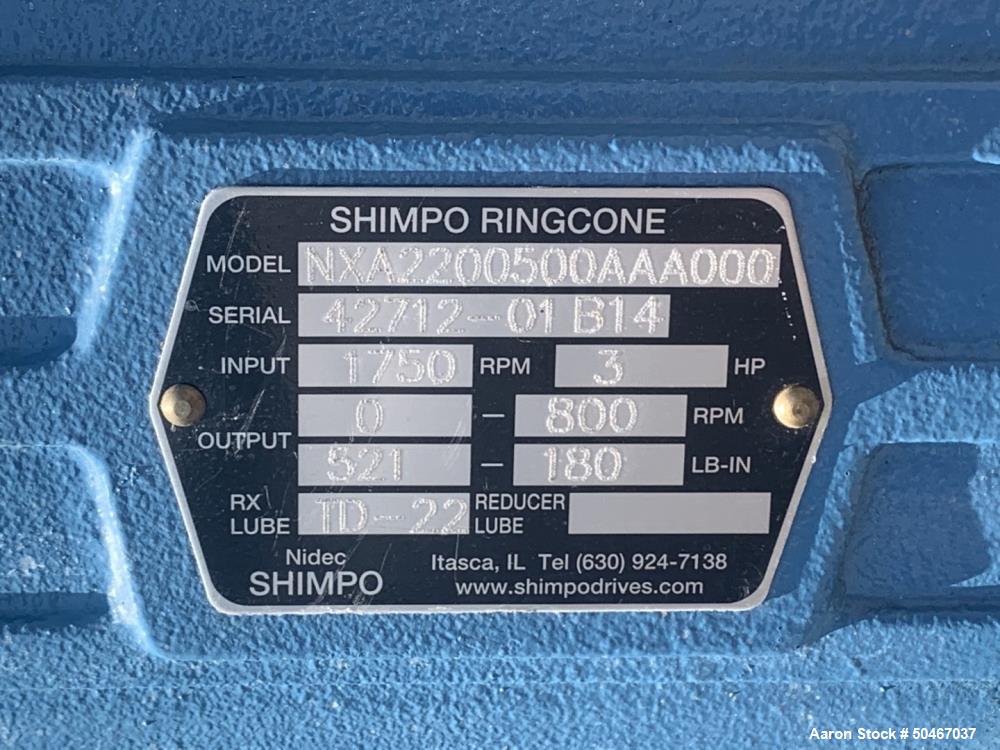 SHIMPO RINGCONE
MODEL NXA2200500AAA000
SERIAL 42712-01 B14
INPUT 1750 RPM 3 HP
OUTPUT 0 - 800 RPM
521 - 180 LB-IN
RX LUBE TD-22 REDUCER LUBE
Nidec SHIMPO
Itasca, IL Tel (630) 924-7138
www.shimpodrives.com
Aaron Stock # 50467037